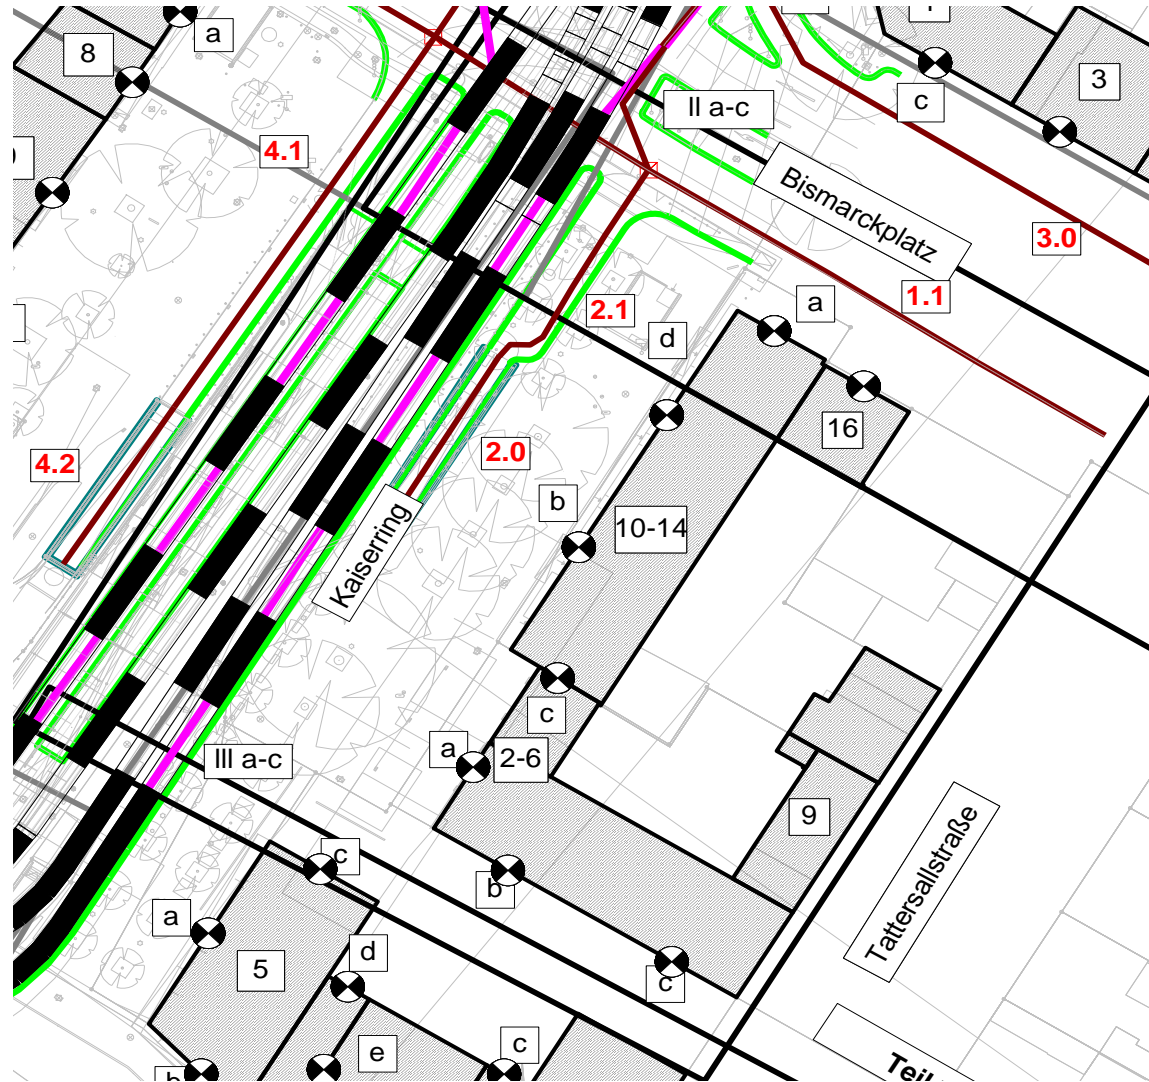 a
8
c
3
II a-c
4.1
Bismarckplatz
3.0
1.1
2.1
a
d
16
4.2
2.0
b
10-14
Kaiserring
c
a
2-6
III a-c
9
c
b
Tattersallstraße
a
d
5
c
c
e
b
Teil